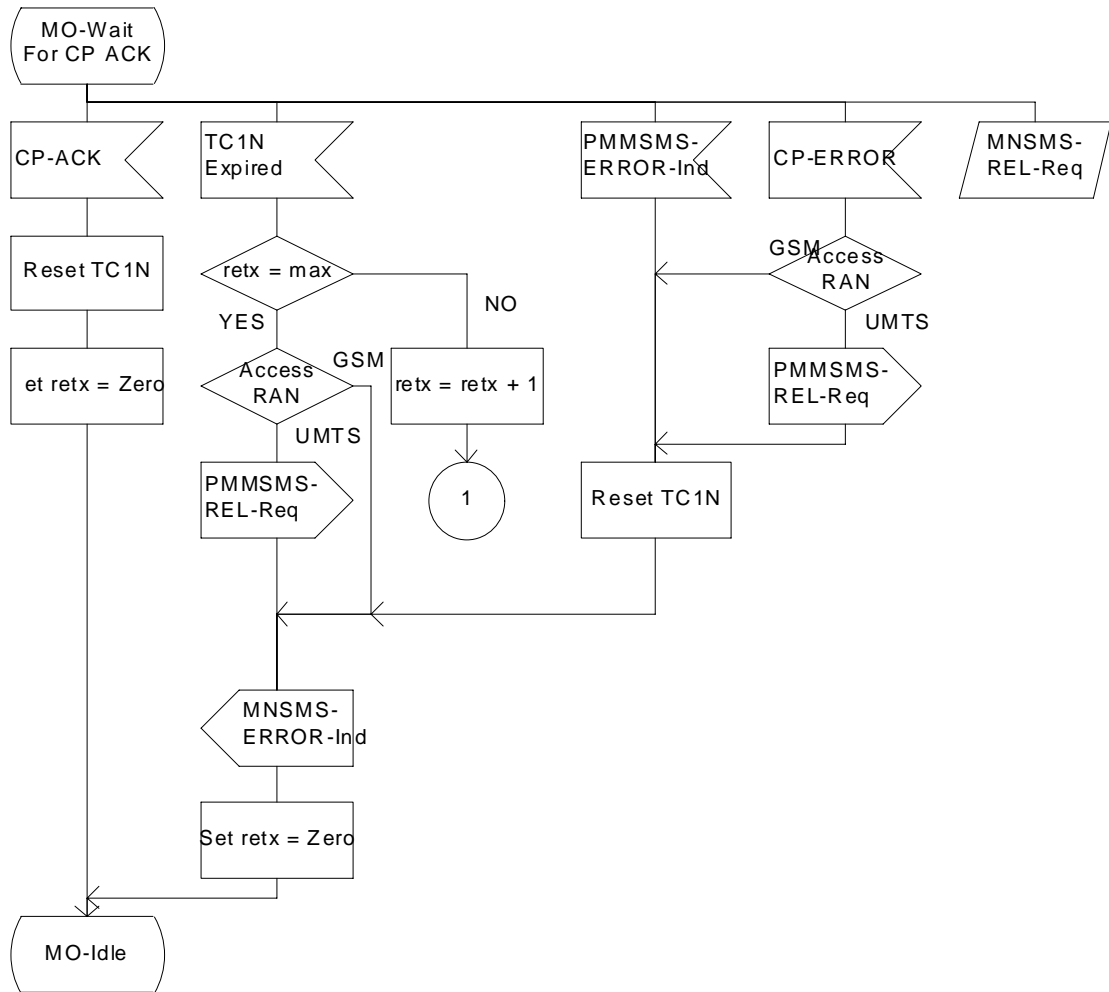 MO-Wait
For CP ACK
CP-ACK
TC1N
Expired
PMMSMS-
ERROR-Ind
CP-ERROR
MNSMS-
REL-Req
Reset TC1N
retx = max
GSM
Access
RAN
NO
YES
UMTS
et retx = Zero
Access
RAN
GSM
retx = retx + 1
PMMSMS-
REL-Req
UMTS
PMMSMS-
REL-Req
1
Reset TC1N
MNSMS-
ERROR-Ind
Set retx = Zero
MO-Idle